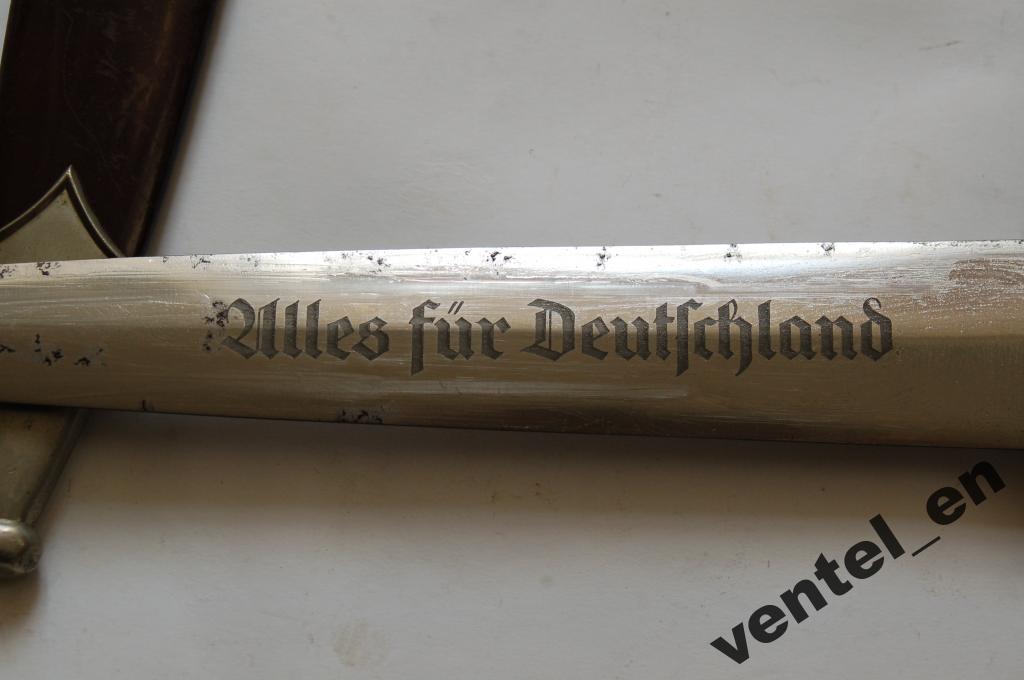 Alles für Deutschland
ventel_en